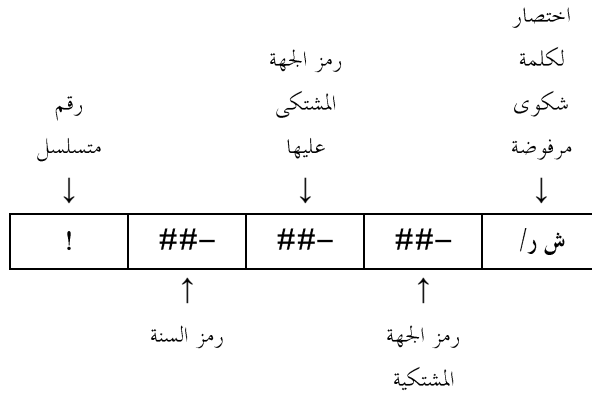 اختصار
لكلمة
شكوى
مرفوضة
رمز الجهة
المشتكى
عليها
رقم
متسلسل
↓ ↓ ↓
ش ر/ ##– ##– ##– !
↑ ↑
رمز الجهة
المشتكية
رمز السنة